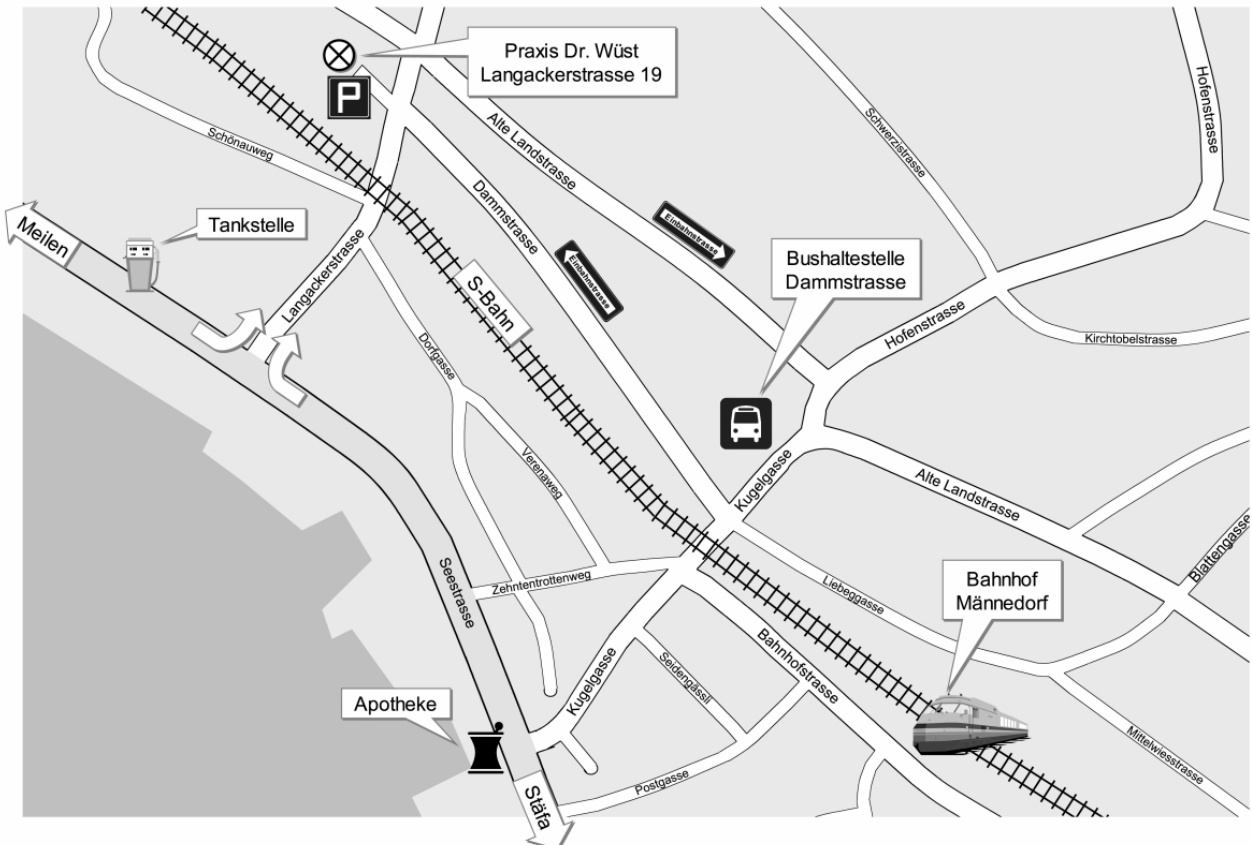 Praxis Dr. Wüst
Langackerstrasse 19
P
Hofenstrasse
Schwerzistrasse
Alte Landstrasse
Schönauweg
Dammstrasse
Meilen
Tankstelle
Einbahnstrasse
Einbahnstrasse
Bushaltestelle
Dammstrasse
Langackerstrasse
S-Bahn
Hofenstrasse
Kirchtobelstrasse
Dorfgasse
Verenaweg
Kugelgasse
Alte Landstrasse
Blattengasse
Seestrasse
Zehntentrottenweg
Liebeggasse
Bahnhof
Männedorf
Bahnhofstrasse
Seidengässli
Kugelgasse
Apotheke
Mittelwiesstrasse
Postgasse
Stäfa